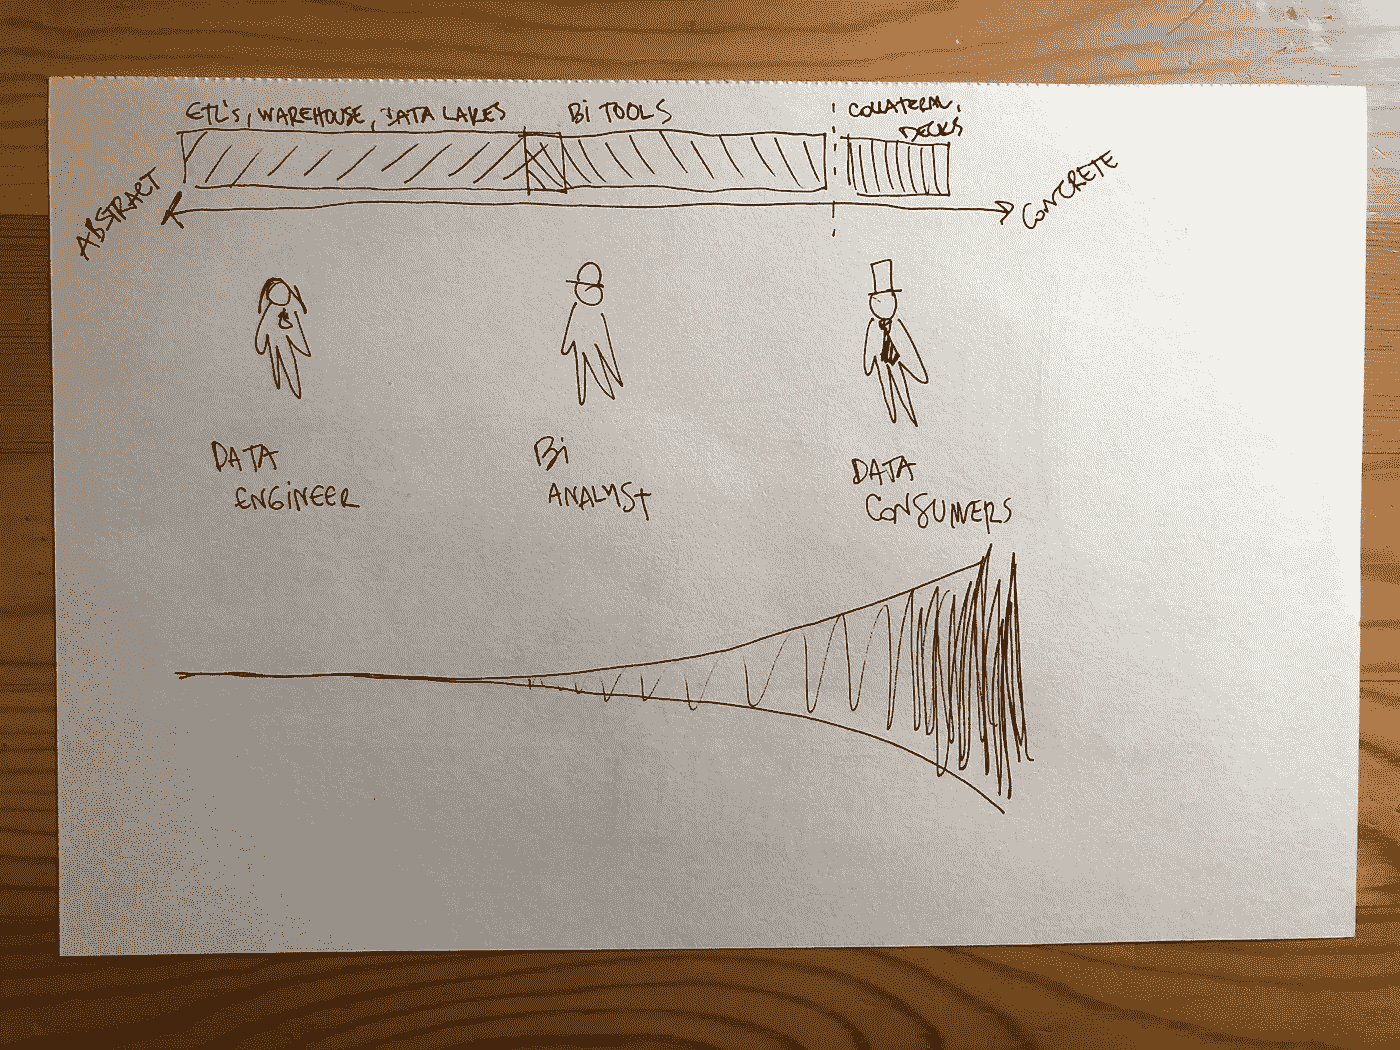 ETL's, WAREHOUSE, DATA LAKES
Bi TOOLS
COLLATERAL,
DECKS
ABSTRACT
CONCRETE
DATA
ENGiNEER
Bi
ANALYST
DATA
CONSUMERS